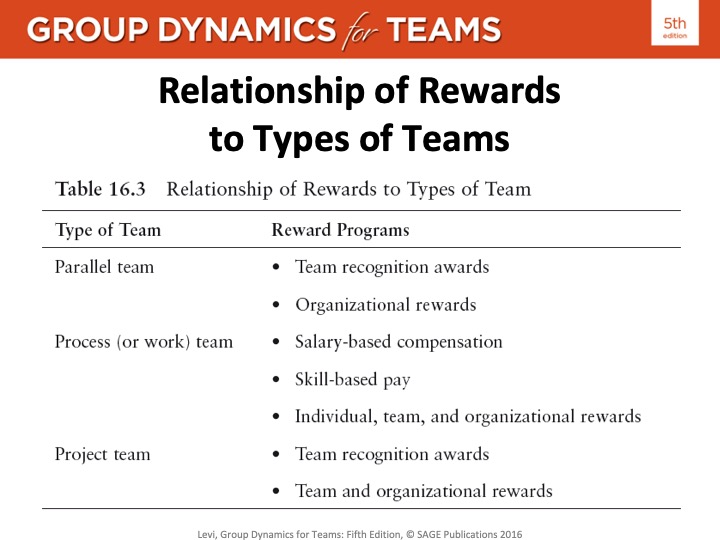 GROUP DYNAMICS for TEAMS
5th
edition
Relationship of Rewards
to Types of Teams
Table 16.3 Relationship of Rewards to Types of Team
Type of Team Reward Programs
Parallel team • Team recognition awards
• Organizational rewards
Process (or work) team • Salary-based compensation
• Skill-based pay
• Individual, team, and organizational rewards
Project team • Team recognition awards
• Team and organizational rewards
Levi, Group Dynamics for Teams: Fifth Edition, © SAGE Publications 2016